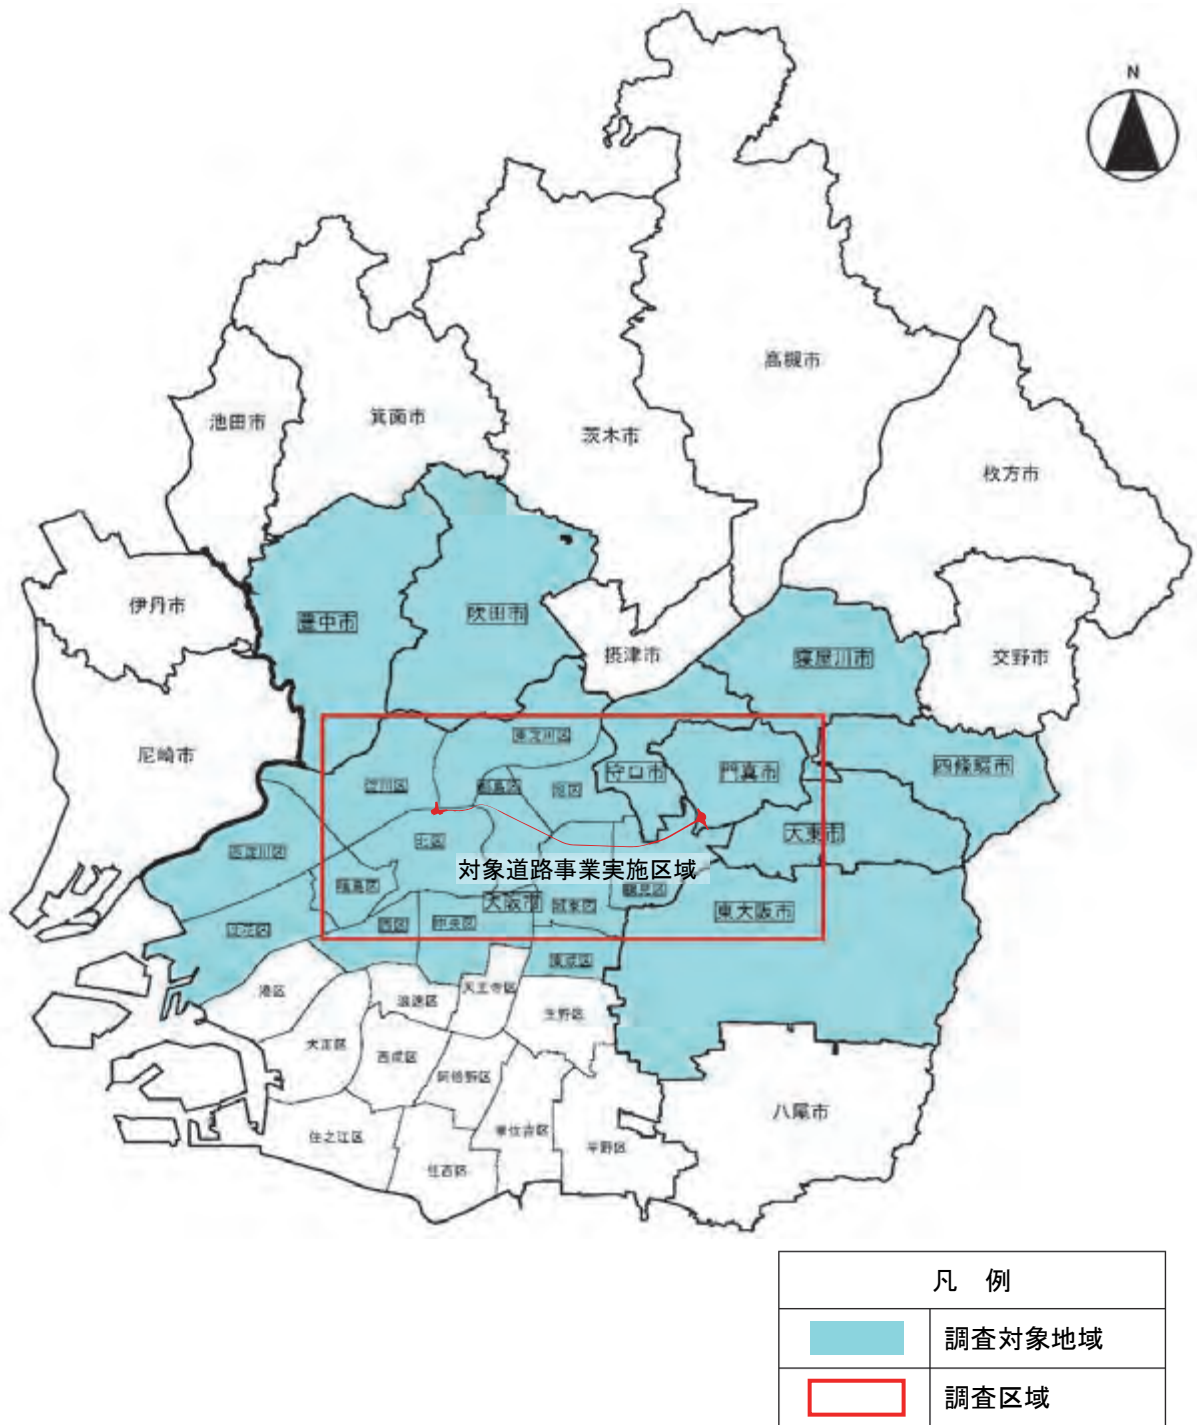 N
高槻市
池田市
箕面市
茨木市
枚方市
伊丹市
豊中市
吹田市
摂津市
寝屋川市
交野市
尼崎市
東淀川区
淀川区
都島区
旭区
守口市
門真市
四條畷市
大東市
北区
西淀川区
対象道路事業実施区域
福島区
鶴見区
大阪市
城東区
東大阪市
此花区
西区
中央区
東成区
港区
浪速区
天王寺区
生野区
大正区
西成区
阿倍野区
八尾市
住之江区
東住吉区
平野区
住吉区
凡 例
調査対象地域
調査区域